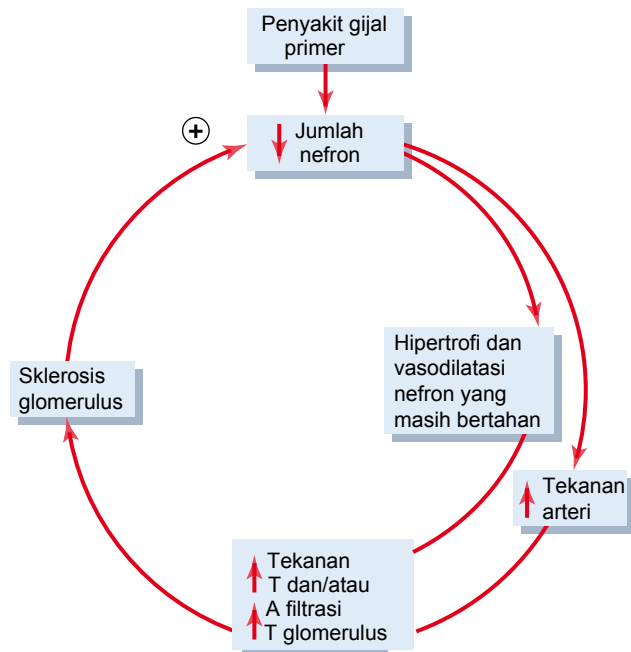 Penyakit gijal
primer
+
Jumlah
nefron
Hipertrofi dan
vasodilatasi
nefron yang
masih bertahan
Sklerosis
glomerulus
Tekanan
arteri
Tekanan
T dan/atau
A filtrasi
T glomerulus